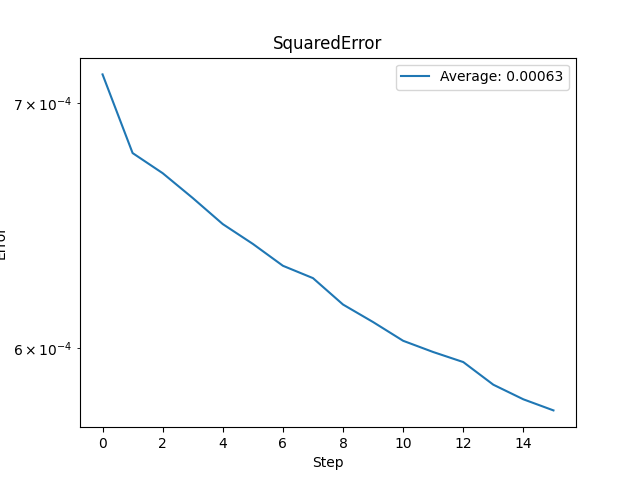 SquaredError
Average: 0.00063
7 × 10⁻⁴
6 × 10⁻⁴
Error
0 2 4 6 8 10 12 14
Step